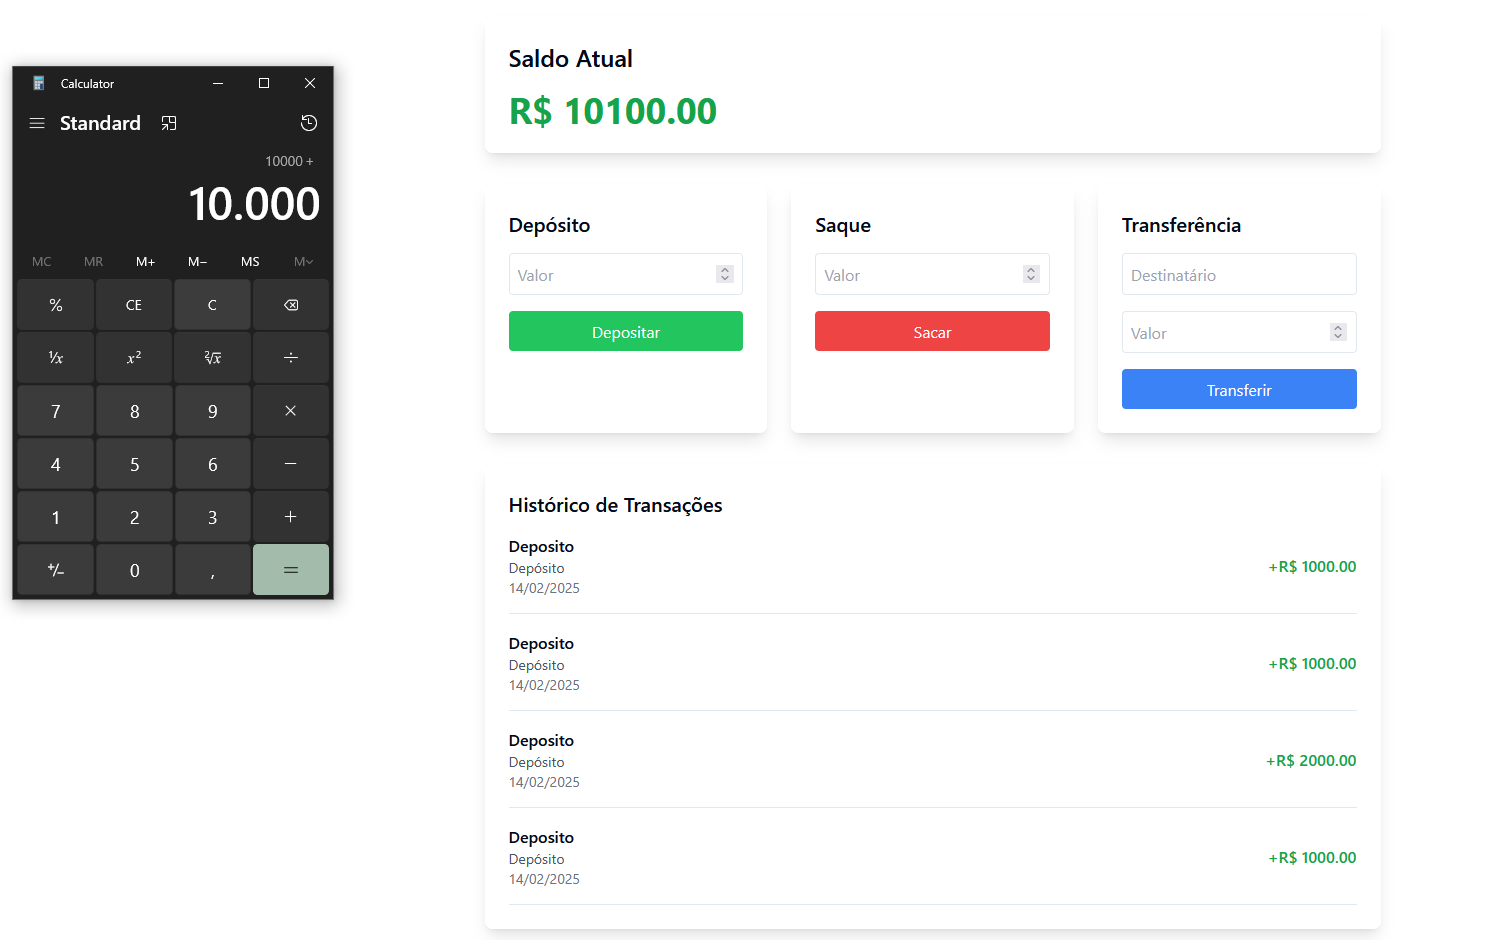 Calculator
Standard
10000 +
10.000
MC MR M+ M− MS M
% CE C
¹/x x² ²√x ÷
7 8 9 ×
4 5 6 −
1 2 3 +
+/− 0 , =
Saldo Atual
R$ 10100.00
Depósito
Valor
Depositar
Saque
Valor
Sacar
Transferência
Destinatário
Valor
Transferir
Histórico de Transações
Deposito
Depósito
14/02/2025
+R$ 1000.00
Deposito
Depósito
14/02/2025
+R$ 1000.00
Deposito
Depósito
14/02/2025
+R$ 2000.00
Deposito
Depósito
14/02/2025
+R$ 1000.00